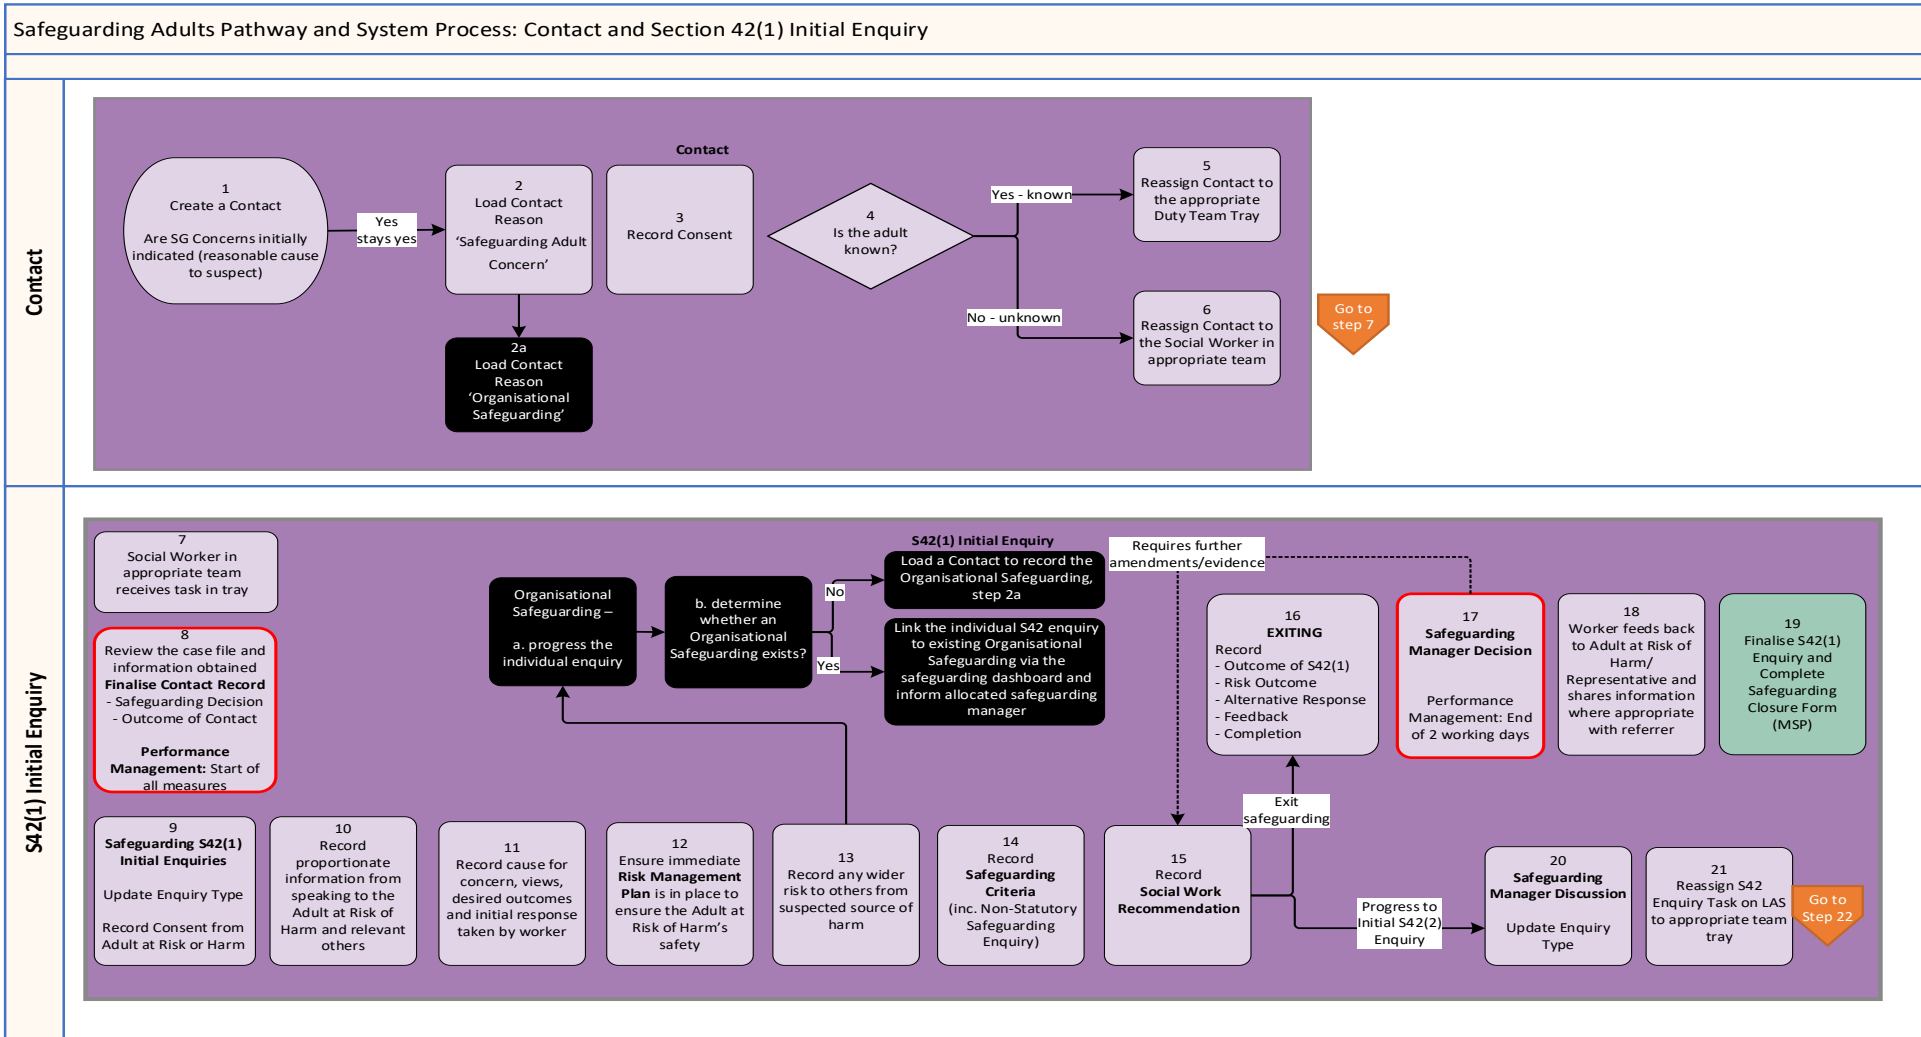 Safeguarding Adults Pathway and System Process: Contact and Section 42(1) Initial Enquiry
Contact
Contact
1
Create a Contact
Are SG Concerns initially
indicated (reasonable cause
to suspect)
Yes
stays yes
2
Load Contact
Reason
‘Safeguarding Adult
Concern’
2a
Load Contact
Reason
‘Organisational
Safeguarding’
3
Record Consent
4
Is the adult
known?
Yes - known
No - unknown
5
Reassign Contact to
the appropriate
Duty Team Tray
6
Reassign Contact to
the Social Worker in
appropriate team
Go to
step 7
S42(1) Initial Enquiry
S42(1) Initial Enquiry
7
Social Worker in
appropriate team
receives task in tray
8
Review the case file and
information obtained
Finalise Contact Record
- Safeguarding Decision
- Outcome of Contact
Performance
Management: Start of
all measures
9
Safeguarding S42(1)
Initial Enquiries
Update Enquiry Type
Record Consent from
Adult at Risk or Harm
10
Record
proportionate
information from
speaking to the
Adult at Risk of
Harm and relevant
others
11
Record cause for
concern, views,
desired outcomes
and initial response
taken by worker
12
Ensure immediate
Risk Management
Plan is in place to
ensure the Adult at
Risk of Harm’s
safety
13
Record any wider
risk to others from
suspected source of
harm
Organisational
Safeguarding –
a. progress the
individual enquiry
b. determine
whether an
Organisational
Safeguarding exists?
No
Yes
Load a Contact to record the
Organisational Safeguarding,
step 2a
Link the individual S42 enquiry
to existing Organisational
Safeguarding via the
safeguarding dashboard and
inform allocated safeguarding
manager
14
Record
Safeguarding
Criteria
(inc. Non-Statutory
Safeguarding
Enquiry)
15
Record
Social Work
Recommendation
Requires further
amendments/evidence
Exit
safeguarding
Progress to
Initial S42(2)
Enquiry
16
EXITING
Record
- Outcome of S42(1)
- Risk Outcome
- Alternative Response
- Feedback
- Completion
17
Safeguarding
Manager Decision
Performance
Management: End
of 2 working days
18
Worker feeds back
to Adult at Risk of
Harm/
Representative and
shares information
where appropriate
with referrer
19
Finalise S42(1)
Enquiry and
Complete
Safeguarding
Closure Form
(MSP)
20
Safeguarding
Manager Discussion
Update Enquiry
Type
21
Reassign S42
Enquiry Task on LAS
to appropriate team
tray
Go to
Step 22